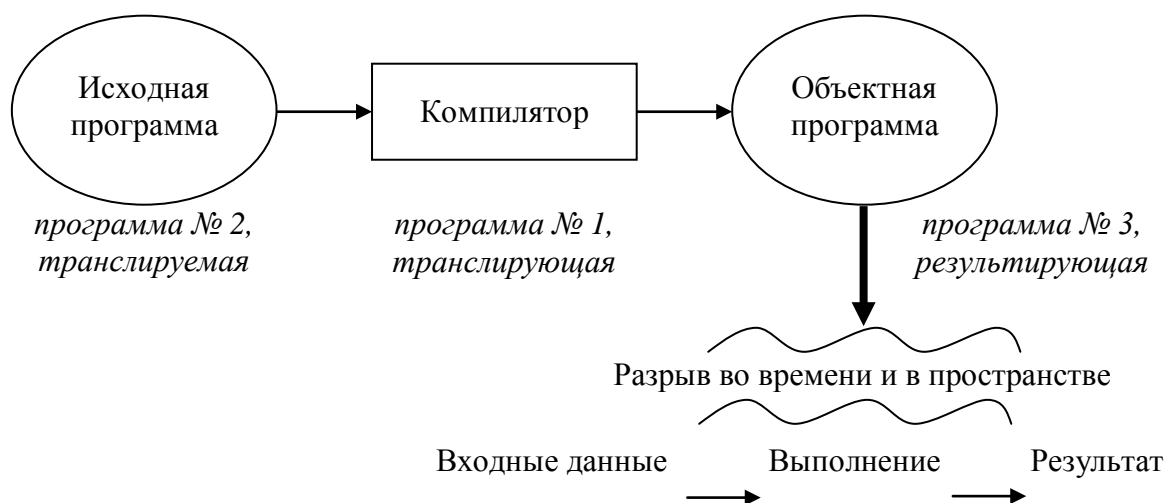 Исходная
программа
Компилятор
Объектная
программа
программа № 2,
транслируемая
программа № 1,
транслирующая
программа № 3,
результирующая
Разрыв во времени и в пространстве
Входные данные
Выполнение
Результат